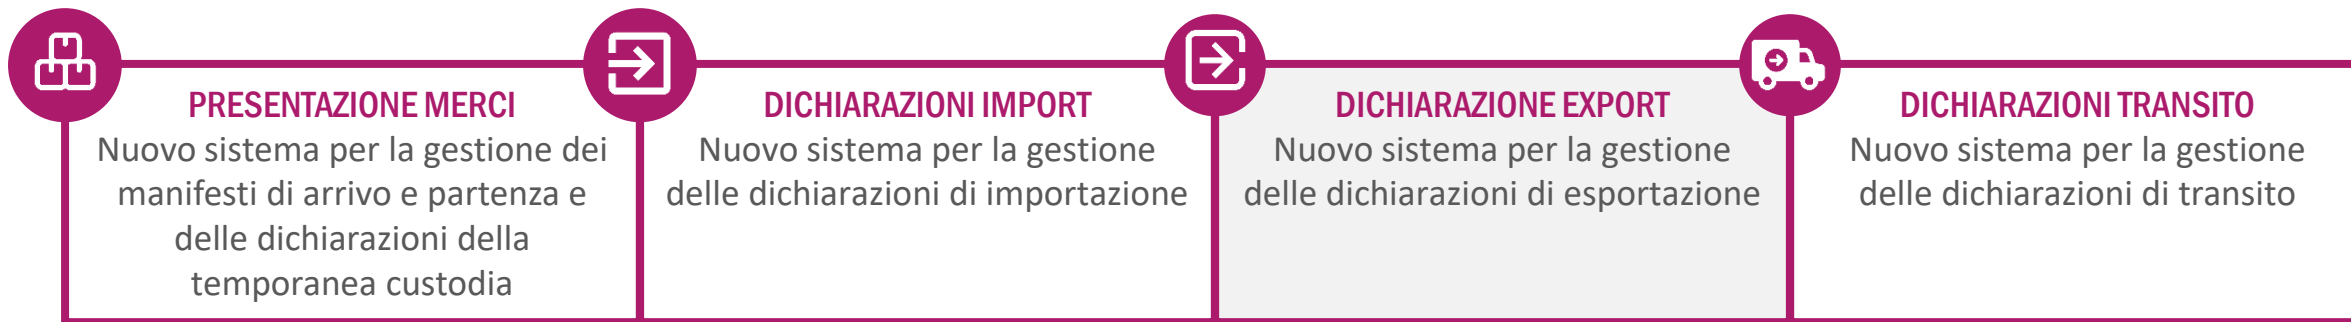 PRESENTAZIONE MERCI
Nuovo sistema per la gestione dei
manifesti di arrivo e partenza e
delle dichiarazioni della
temporanea custodia
DICHIARAZIONI IMPORT
Nuovo sistema per la gestione
delle dichiarazioni di importazione
DICHIARAZIONE EXPORT
Nuovo sistema per la gestione
delle dichiarazioni di esportazione
DICHIARAZIONI TRANSITO
Nuovo sistema per la gestione
delle dichiarazioni di transito